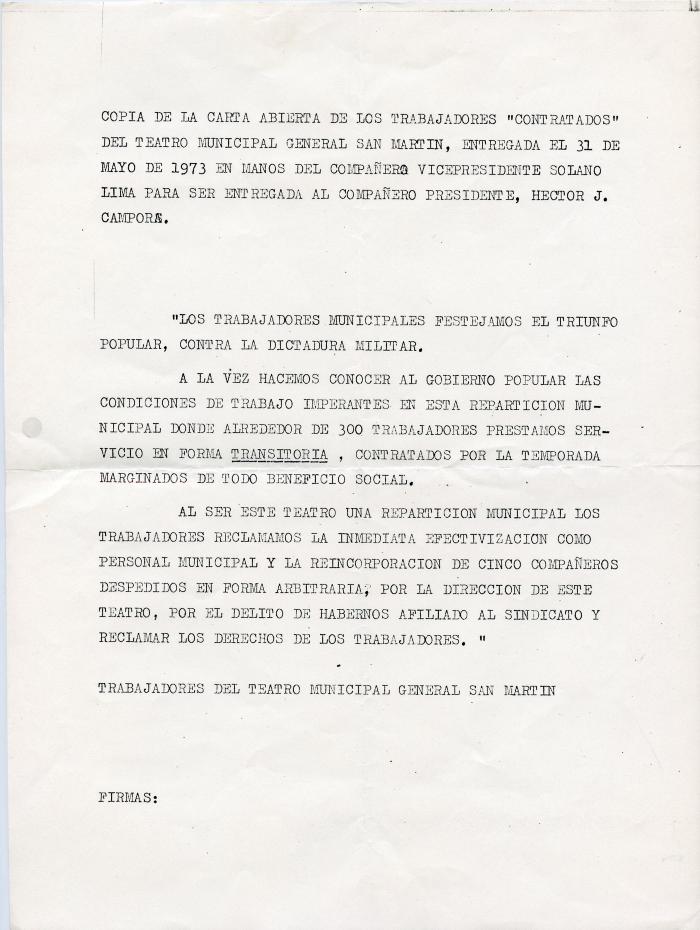 COPIA DE LA CARTA ABIERTA DE LOS TRABAJADORES "CONTRATADOS"
DEL TEATRO MUNICIPAL GENERAL SAN MARTIN, ENTREGADA EL 31 DE
MAYO DE 1973 EN MANOS DEL COMPAÑERO VICEPRESIDENTE SOLANO
LIMA PARA SER ENTREGADA AL COMPAÑERO PRESIDENTE, HECTOR J.
CAMPORA.
"LOS TRABAJADORES MUNICIPALES FESTEJAMOS EL TRIUNFO
POPULAR, CONTRA LA DICTADURA MILITAR.
A LA VEZ HACEMOS CONOCER AL GOBIERNO POPULAR LAS
CONDICIONES DE TRABAJO IMPERANTES EN ESTA REPARTICION MU-
NICIPAL DONDE ALREDEDOR DE 300 TRABAJADORES PRESTAMOS SER-
VICIO EN FORMA TRANSITORIA , CONTRATADOS POR LA TEMPORADA
MARGINADOS DE TODO BENEFICIO SOCIAL.
AL SER ESTE TEATRO UNA REPARTICION MUNICIPAL LOS
TRABAJADORES RECLAMAMOS LA INMEDIATA EFECTIVIZACION COMO
PERSONAL MUNICIPAL Y LA REINCORPORACION DE CINCO COMPAÑEROS
DESPEDIDOS EN FORMA ARBITRARIA, POR LA DIRECCION DE ESTE
TEATRO, POR EL DELITO DE HABERNOS AFILIADO AL SINDICATO Y
RECLAMAR LOS DERECHOS DE LOS TRABAJADORES. "
TRABAJADORES DEL TEATRO MUNICIPAL GENERAL SAN MARTIN
FIRMAS: